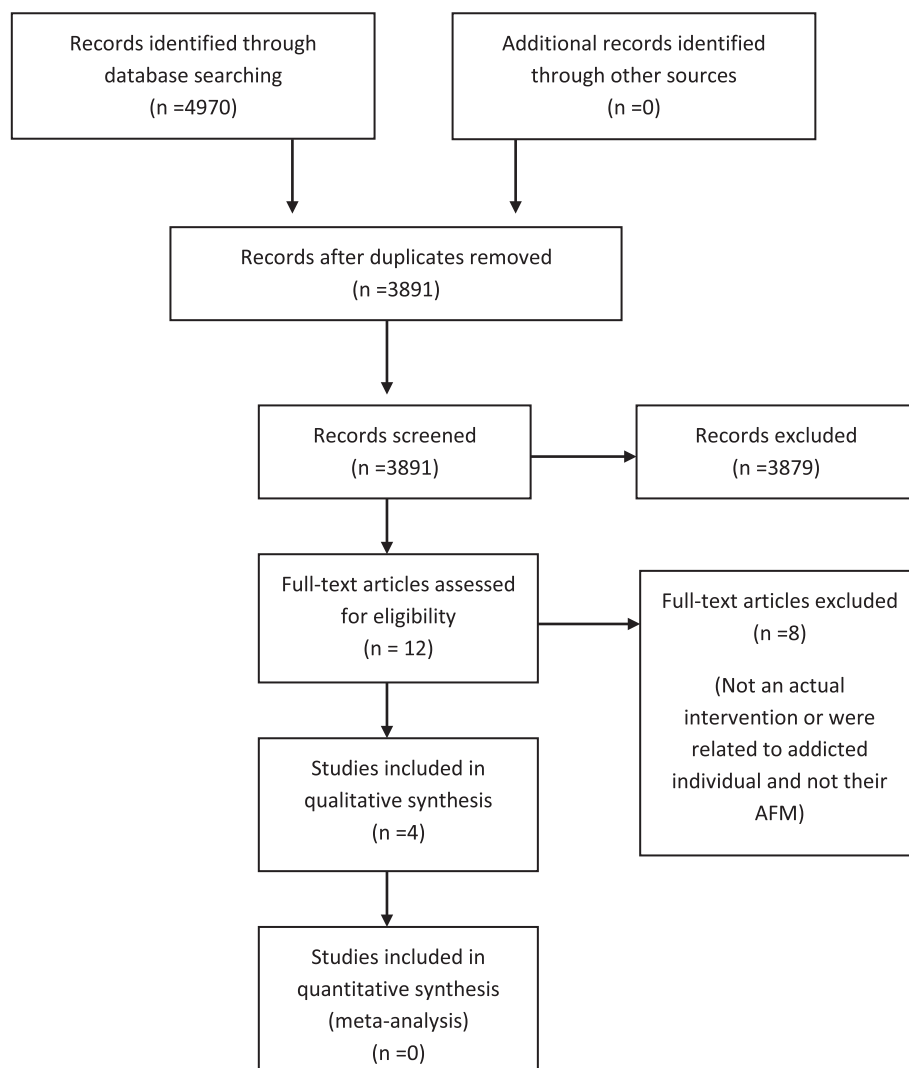 Records identified through
database searching
(n =4970)
Additional records identified
through other sources
(n =0)
Records after duplicates removed
(n =3891)
Records screened
(n =3891)
Records excluded
(n =3879)
Full-text articles assessed
for eligibility
(n = 12)
Full-text articles excluded
(n =8)
(Not an actual
intervention or were
related to addicted
individual and not their
AFM)
Studies included in
qualitative synthesis
(n =4)
Studies included in
quantitative synthesis
(meta-analysis)
(n =0)